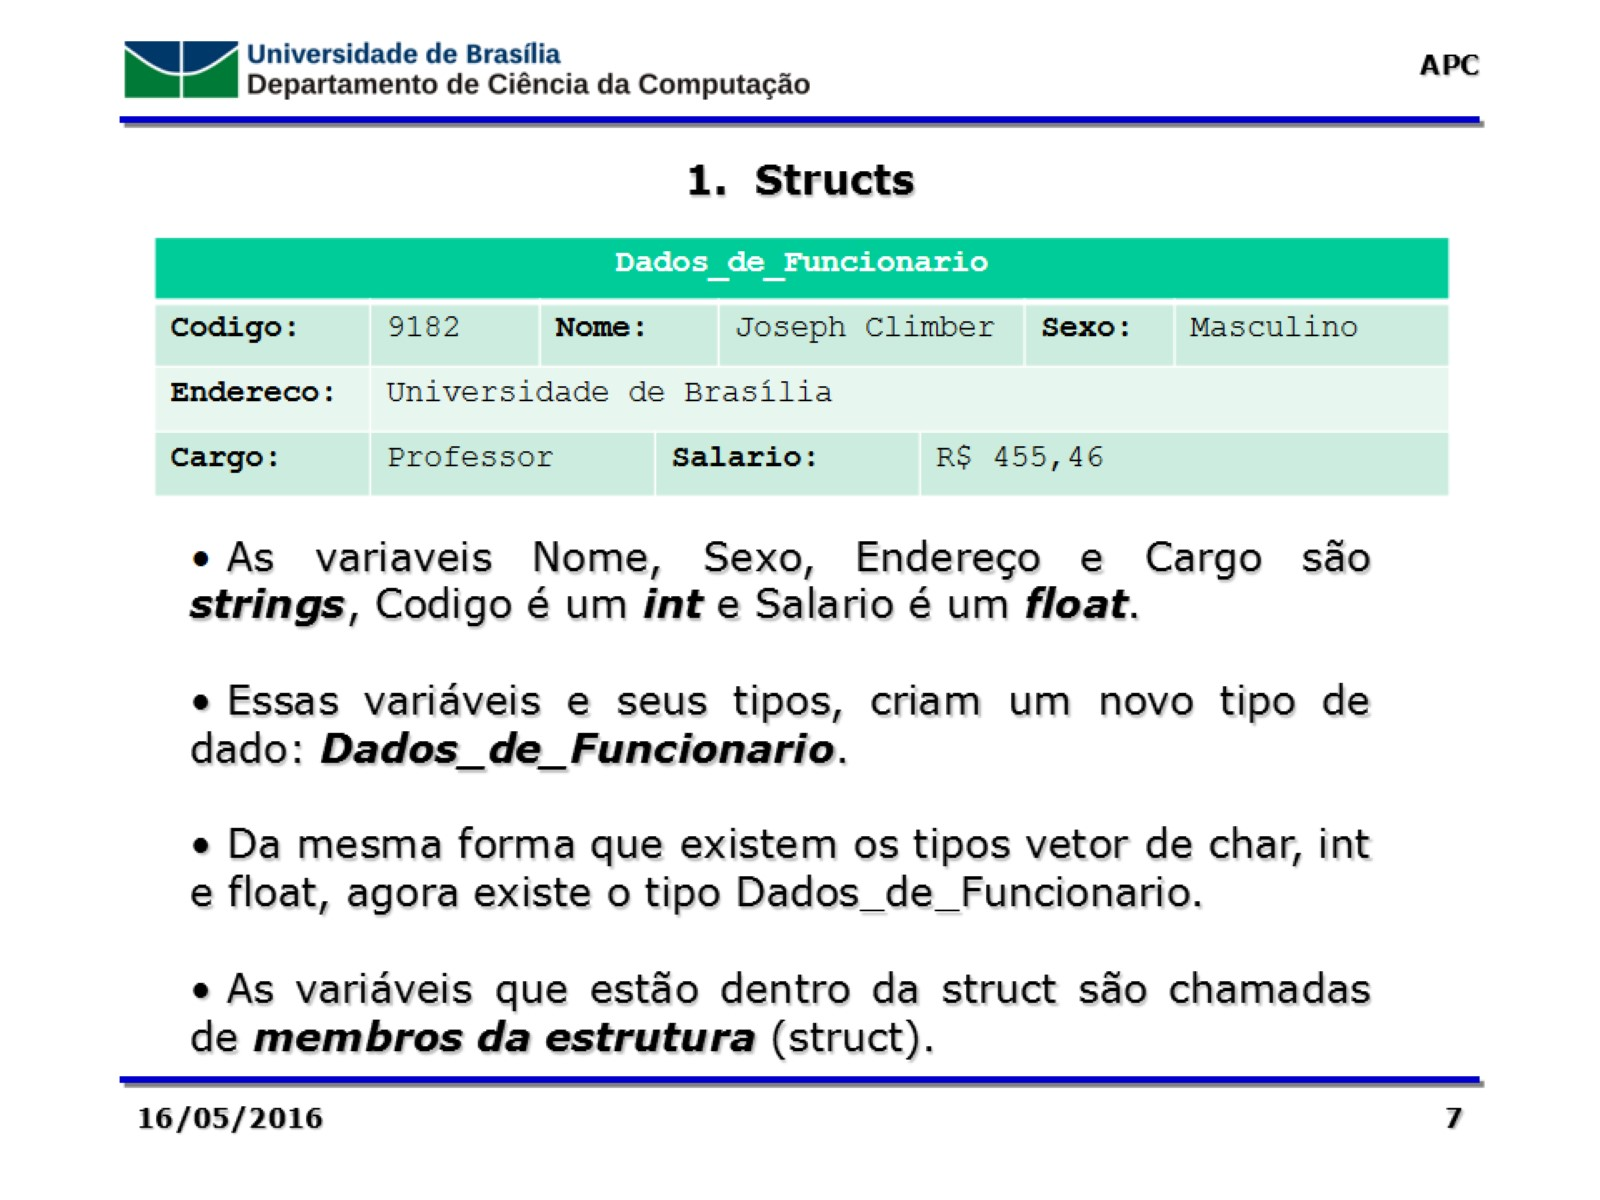 Universidade de Brasília
Departamento de Ciência da Computação
APC
1. Structs
Dados_de_Funcionario
Codigo: 9182 Nome: Joseph Climber Sexo: Masculino
Endereco: Universidade de Brasília
Cargo: Professor Salario: R$ 455,46
• As variaveis Nome, Sexo, Endereço e Cargo são
strings, Codigo é um int e Salario é um float.
• Essas variáveis e seus tipos, criam um novo tipo de
dado: Dados_de_Funcionario.
• Da mesma forma que existem os tipos vetor de char, int
e float, agora existe o tipo Dados_de_Funcionario.
• As variáveis que estão dentro da struct são chamadas
de membros da estrutura (struct).
16/05/2016
7